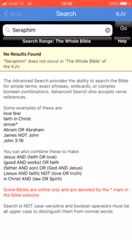 Back
Search
KJV
Seraphim
Go
Search Range: The Whole Bible
Help
No Results Found
"Seraphim" does not occur in "The Whole Bible" of the KJV.
The Advanced Search provides the ability to search the Bible
for simple terms, exact phrases, wildcards, or complex
boolean combinations. Advanced Search also accepts verse
references.
Some examples of these are:
love fear
faith in Christ
sincer*
Abram OR Abraham
James NOT John
John 3:16
You can also combine to make
Jesus AND (faith OR love)
(good AND works) OR faith
(father AND son) OR (God AND Jesus)
(Jesus AND faith) NOT (love OR truth)
in Christ AND (law OR Spirit)
Some Bibles are online only and are denoted by the * mark in
the Bible selector.
Search is NOT case-sensitive and boolean operators must be
all upper case to distinguish them from normal words.